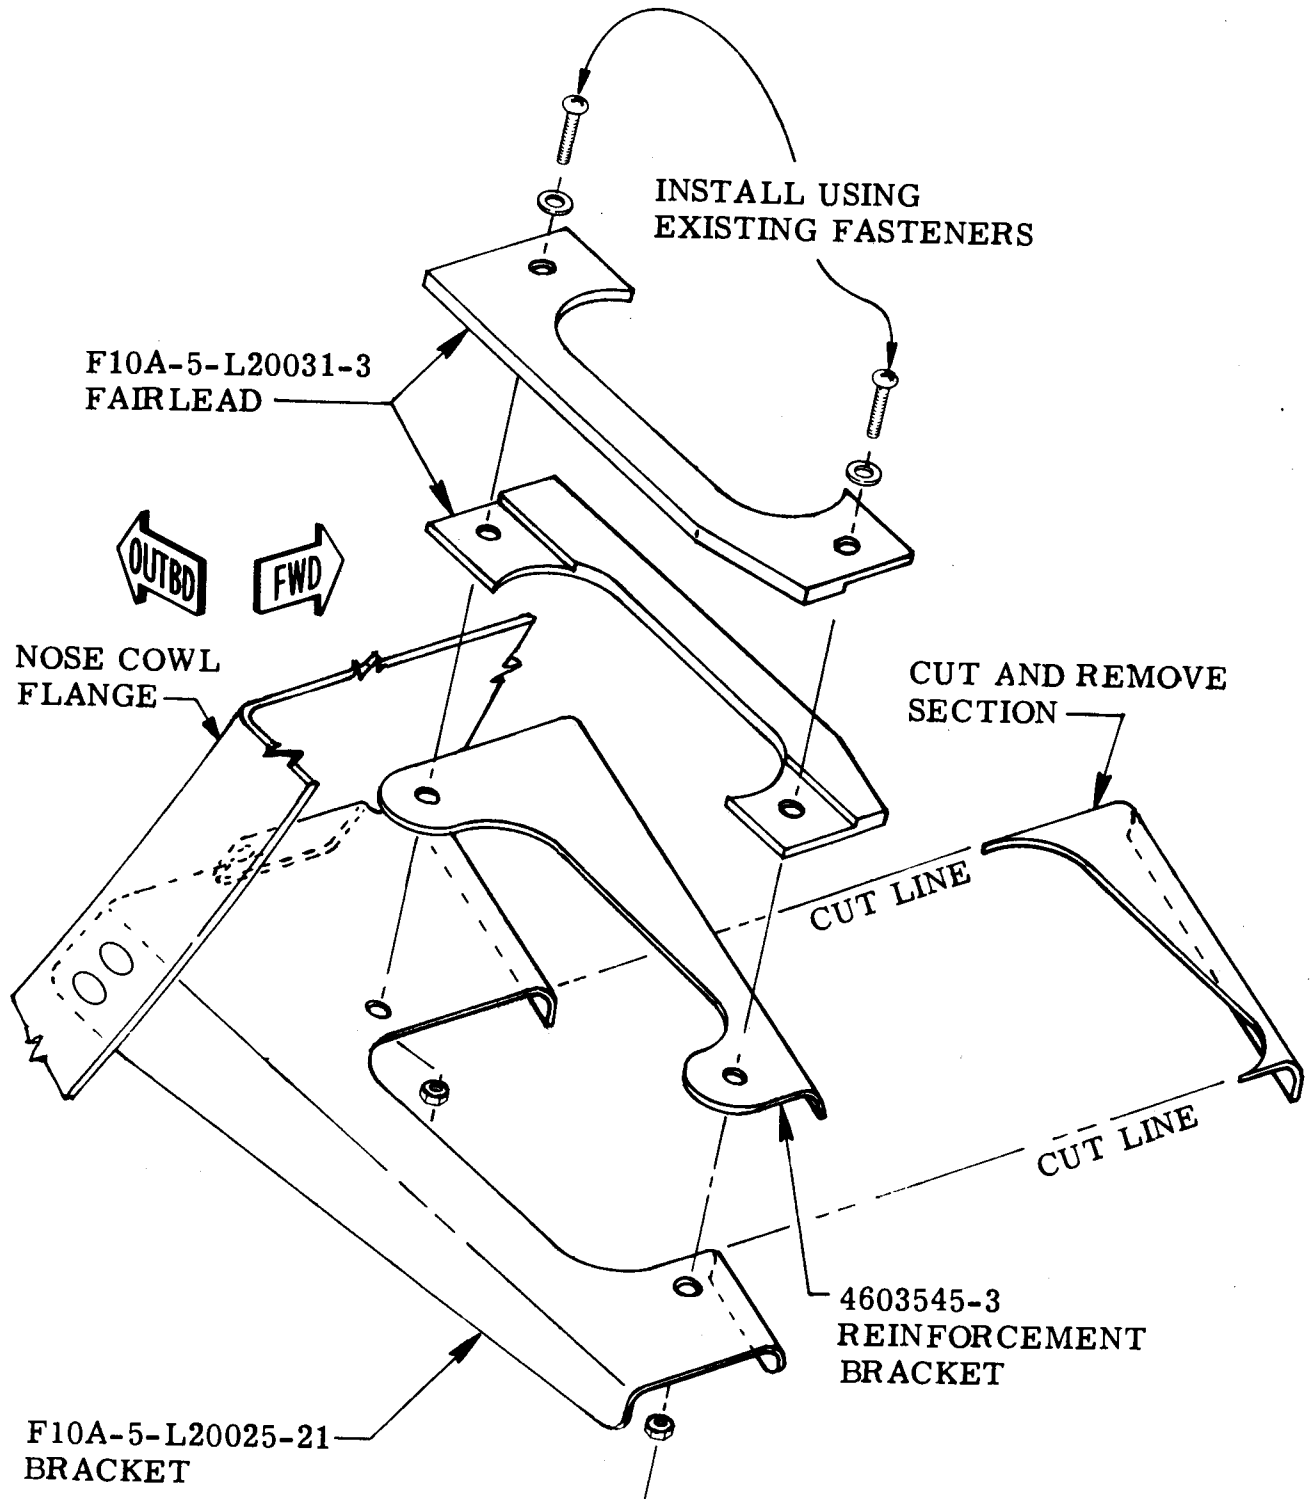 INSTALL USING
EXISTING FASTENERS
F10A-5-L20031-3
FAIRLEAD
OUTBD
FWD
NOSE COWL
FLANGE
CUT AND REMOVE
SECTION
CUT LINE
CUT LINE
4603545-3
REINFORCEMENT
BRACKET
F10A-5-L20025-21
BRACKET